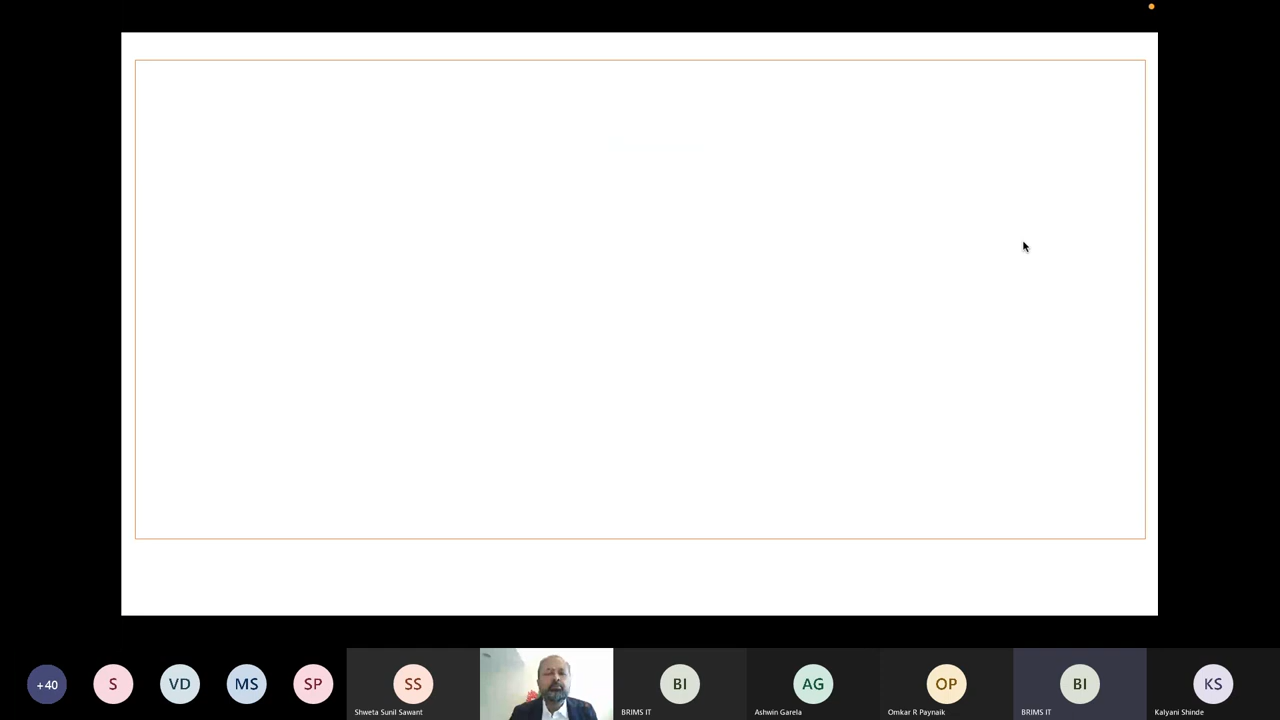 +40
S
VD
MS
SP
SS
BI
AG
OP
BI
KS
Shweta Sunil Sawant
BRIMS IT
Ashwin Garela
Omkar R Paynaik
BRIMS IT
Kalyani Shinde